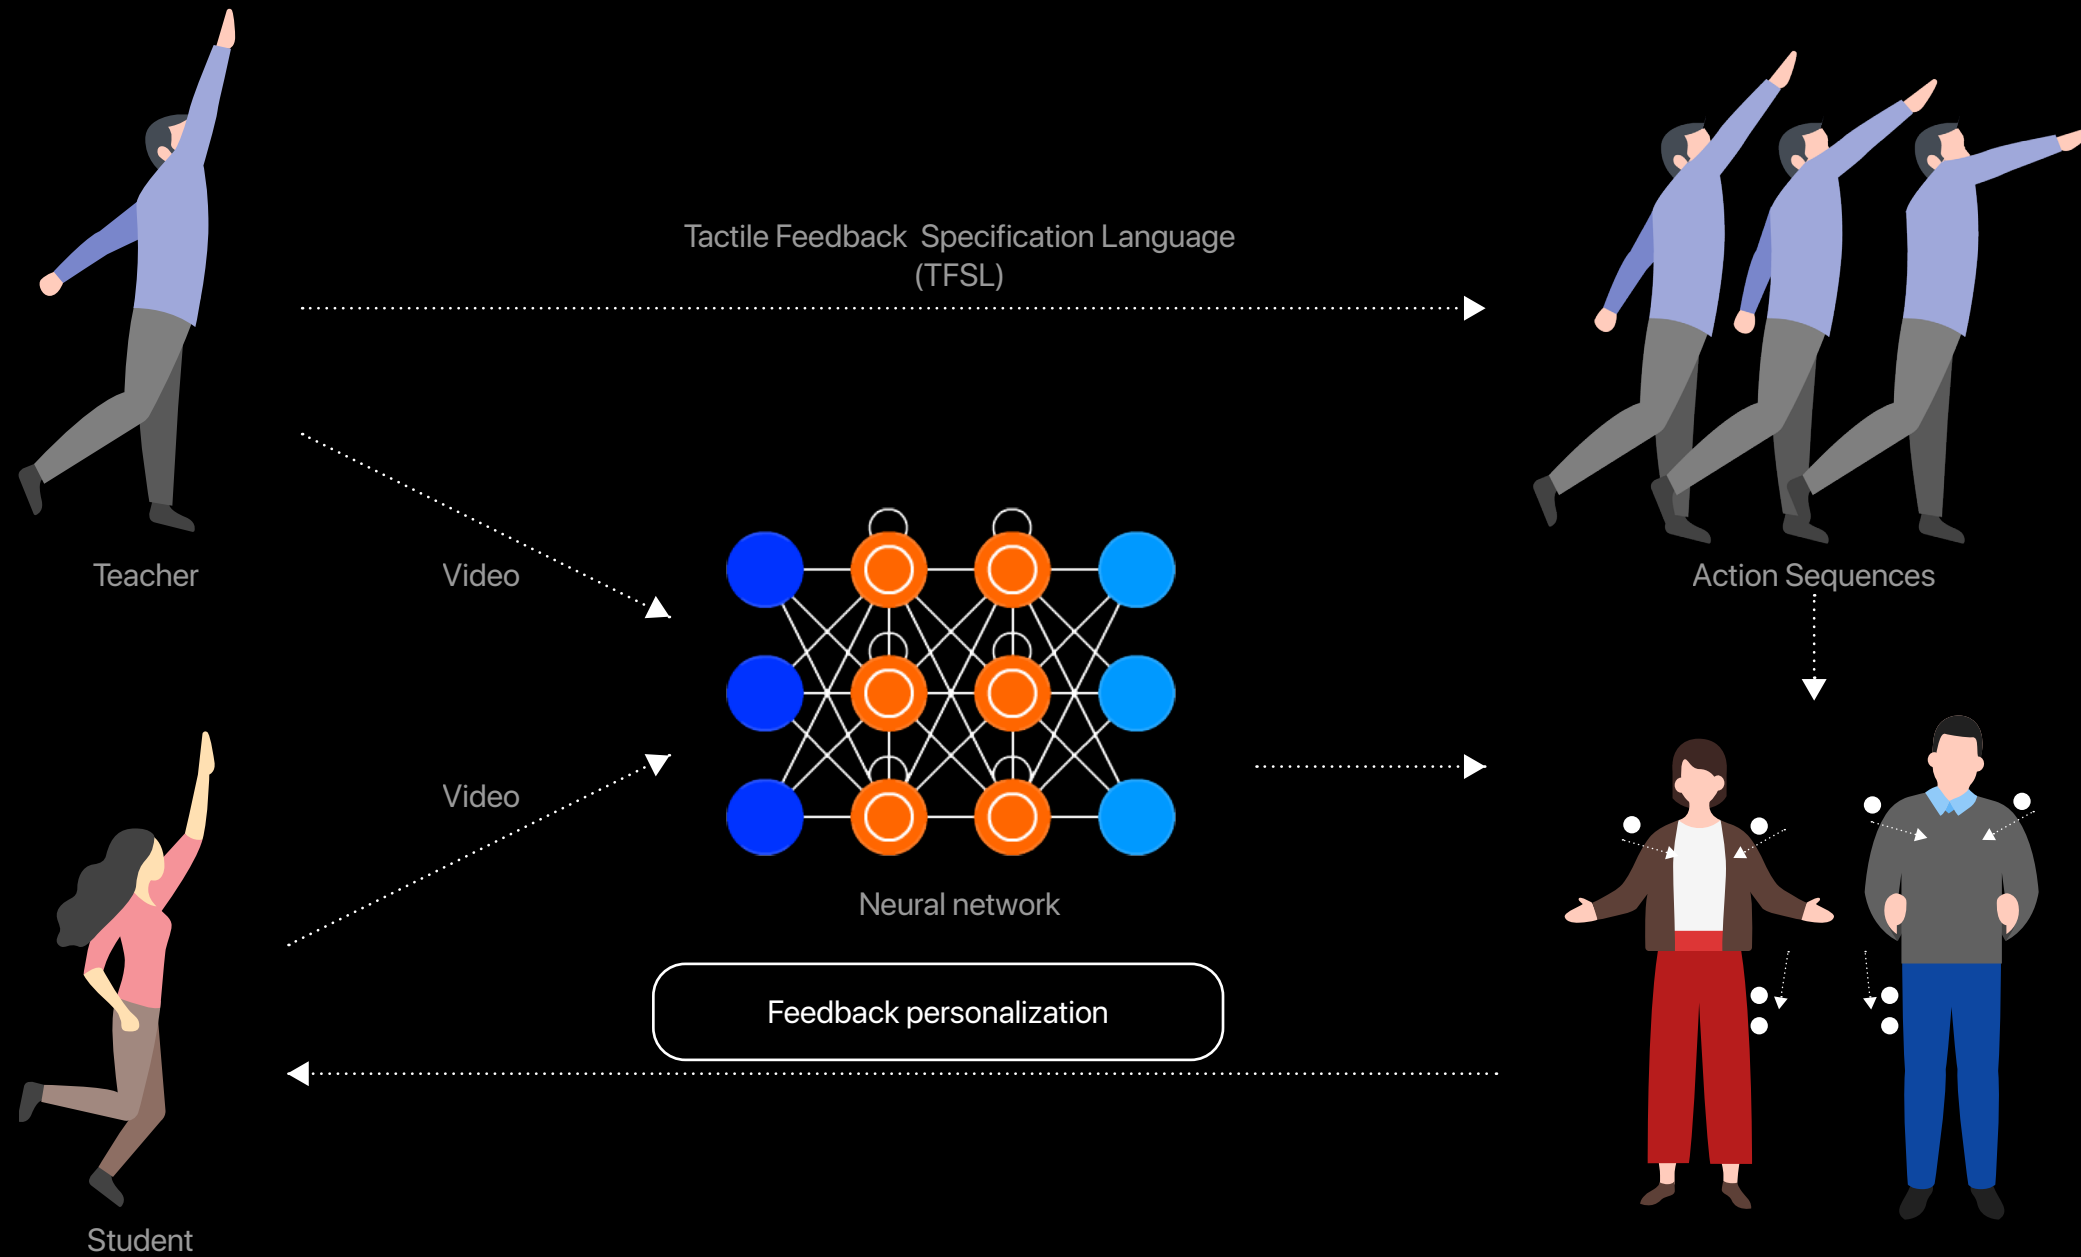 Tactile Feedback Specification Language
(TFSL)
Teacher
Video
Action Sequences
Video
Neural network
Feedback personalization
Student